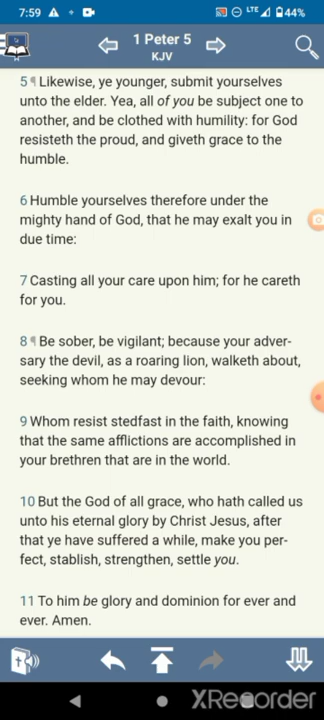 7:59
LTE
44%
1 Peter 5
KJV
5 ¶ Likewise, ye younger, submit yourselves
unto the elder. Yea, all of you be subject one to
another, and be clothed with humility: for God
resisteth the proud, and giveth grace to the
humble.
6 Humble yourselves therefore under the
mighty hand of God, that he may exalt you in
due time:
7 Casting all your care upon him; for he careth
for you.
8 ¶ Be sober, be vigilant; because your adver-
sary the devil, as a roaring lion, walketh about,
seeking whom he may devour:
9 Whom resist stedfast in the faith, knowing
that the same afflictions are accomplished in
your brethren that are in the world.
10 But the God of all grace, who hath called us
unto his eternal glory by Christ Jesus, after
that ye have suffered a while, make you per-
fect, stablish, strengthen, settle you.
11 To him be glory and dominion for ever and
ever. Amen.
XRecorder